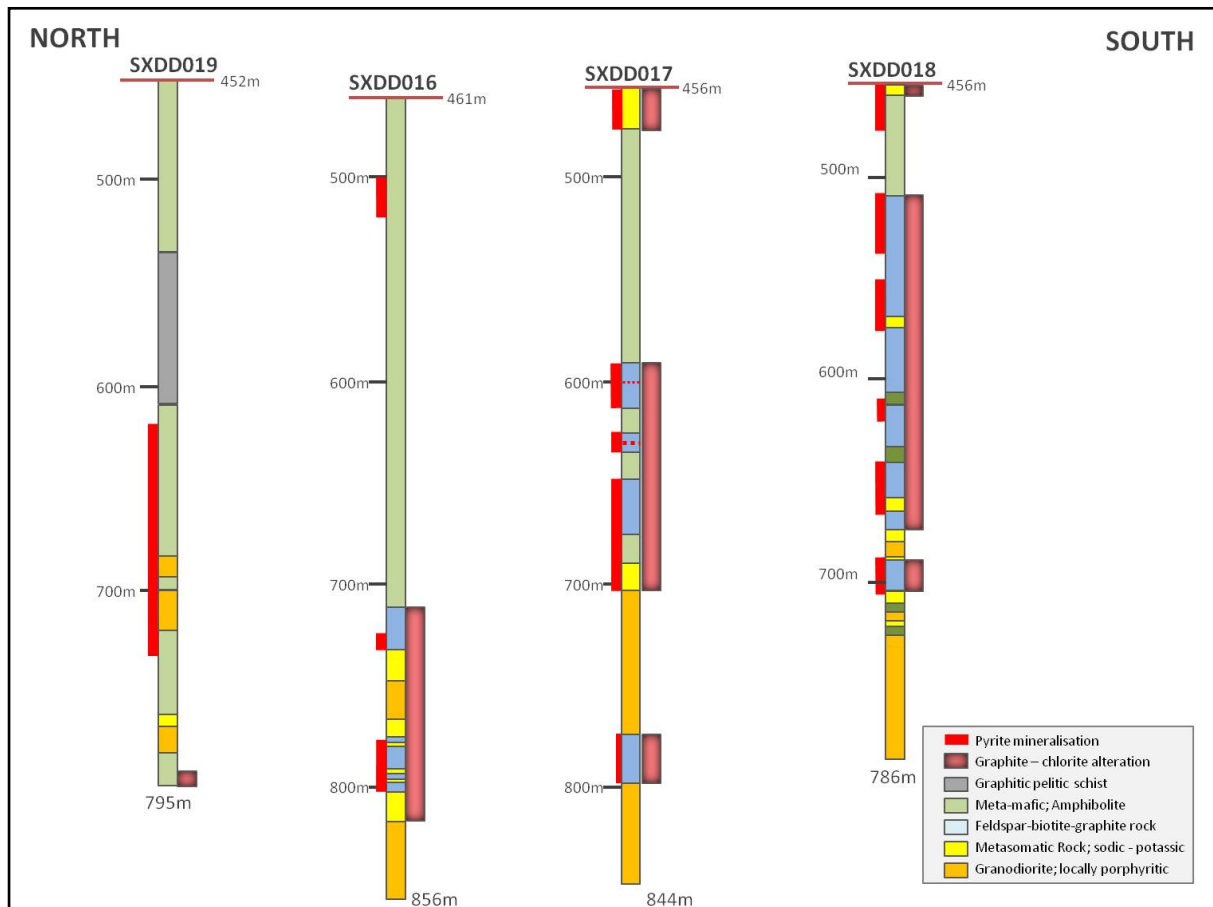 NORTH
SOUTH
SXDD019
452m
500m
600m
700m
795m
SXDD016
461m
500m
600m
700m
800m
856m
SXDD017
456m
500m
600m
700m
800m
844m
SXDD018
456m
500m
600m
700m
786m
Pyrite mineralisation
Graphite – chlorite alteration
Graphitic pelitic schist
Meta-mafic; Amphibolite
Feldspar-biotite-graphite rock
Metasomatic Rock; sodic - potassic
Granodiorite; locally porphyritic